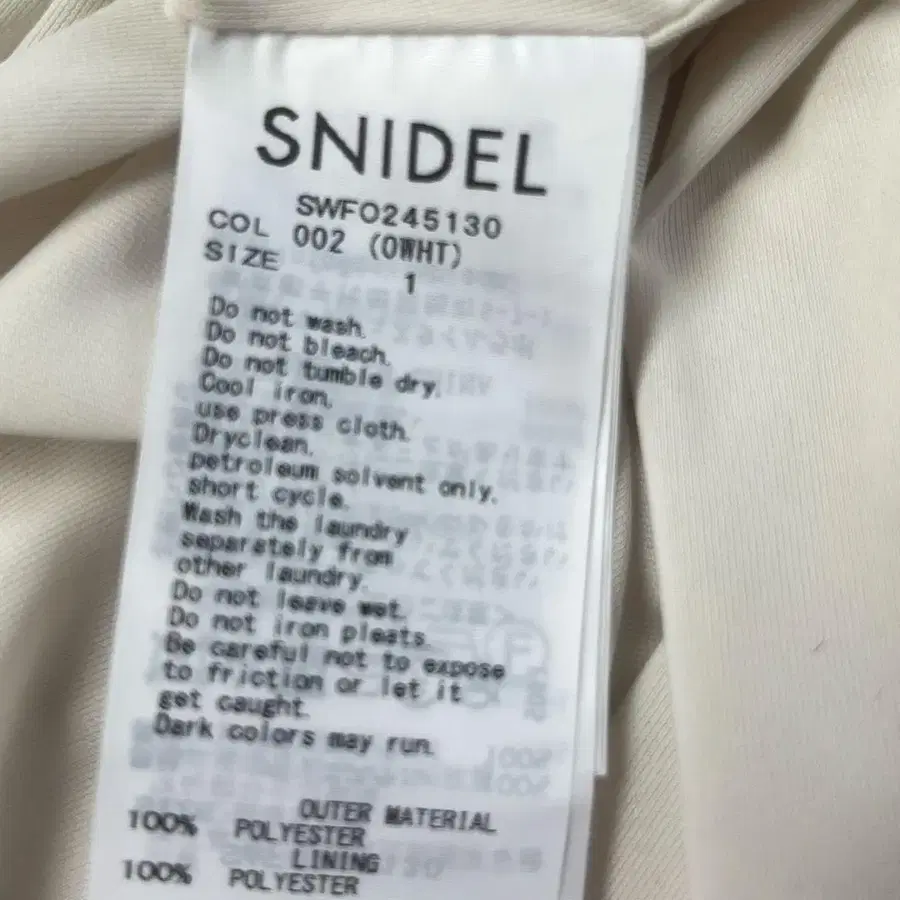 SNIDEL
SWFO245130
COL 002 (OWHT)
SIZE 1
Do not wash.
Do not bleach.
Do not tumble dry.
Cool iron.
use press cloth.
Dryclean.
petroleum solvent only.
short cycle.
Wash the laundry
separately from
other laundry.
Do not leave wet.
Do not iron pleats.
Be careful not to expose
to friction or let it
get caught.
Dark colors may run.
OUTER MATERIAL
100% POLYESTER
LINING
100% POLYESTER